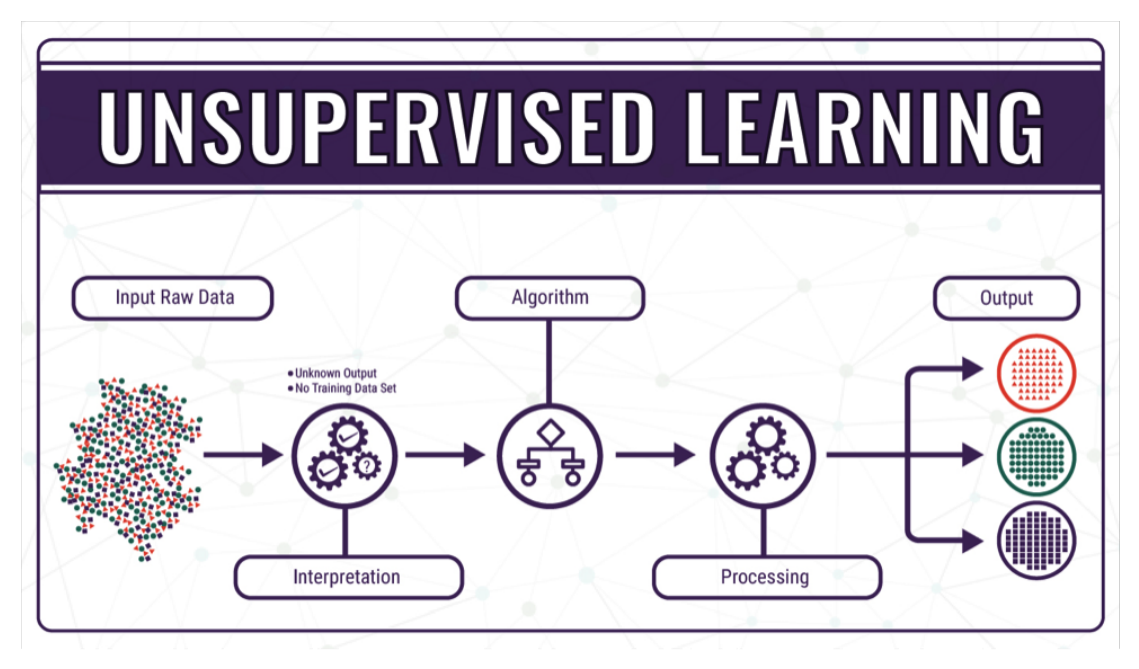 UNSUPERVISED LEARNING
Input Raw Data
Algorithm
Output
• Unknown Output
• No Training Data Set
?
Interpretation
Processing